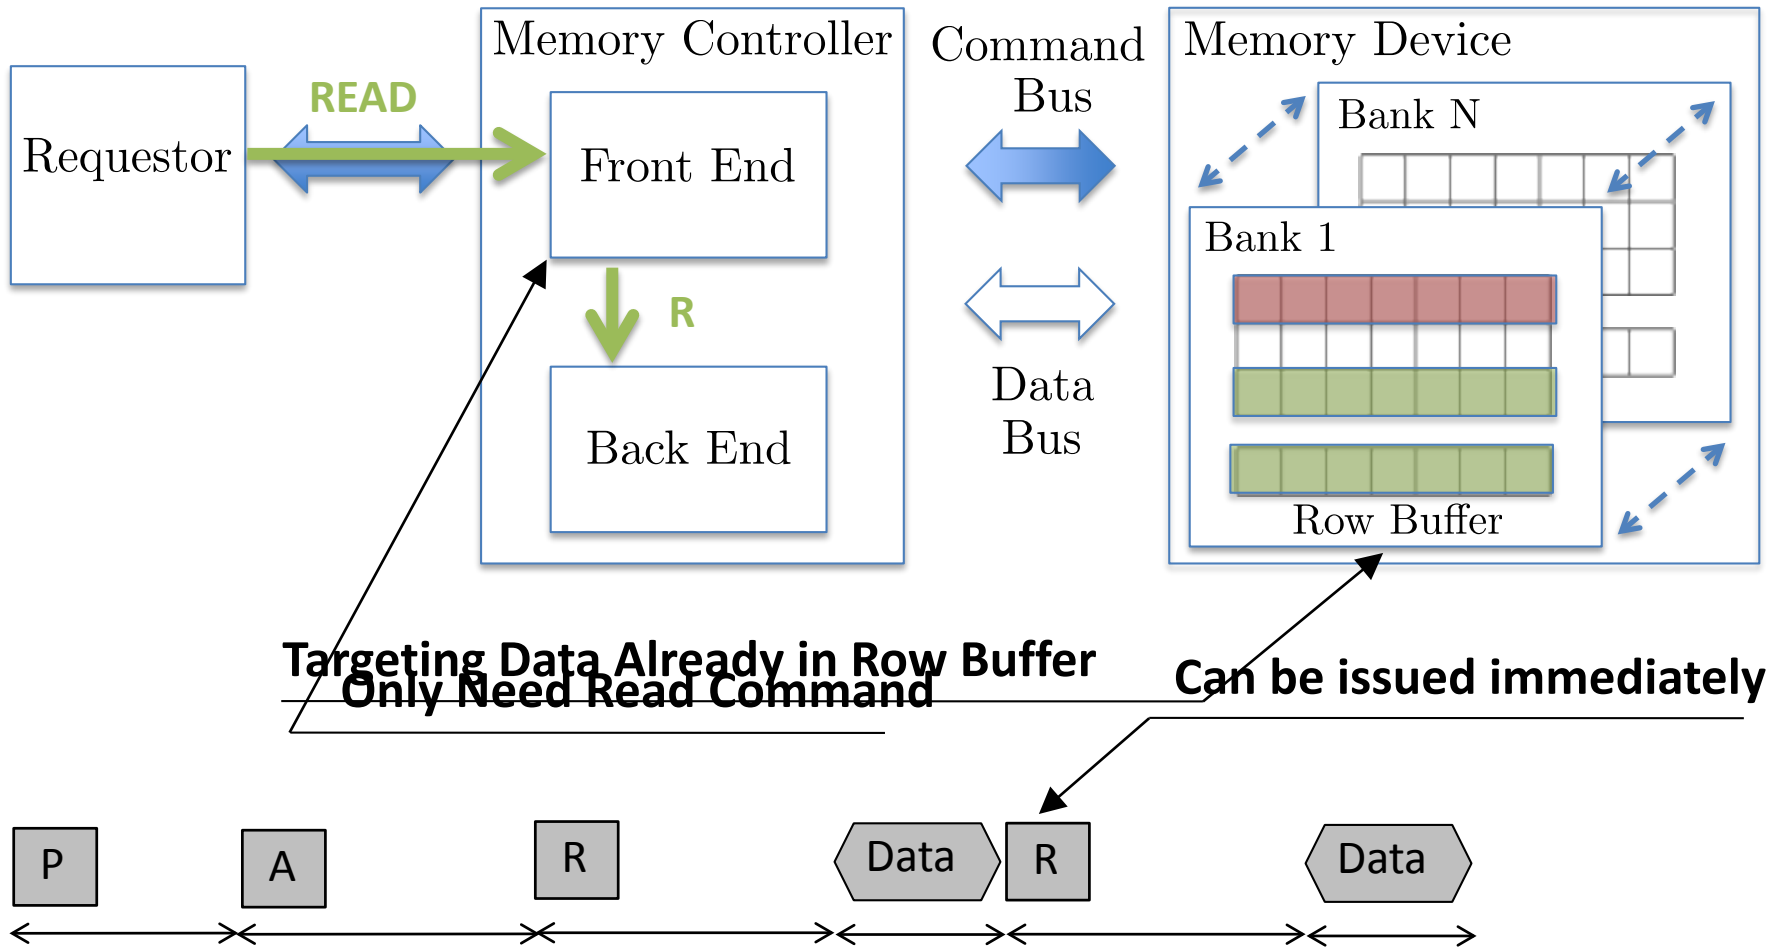 Memory Controller
Command
Bus
Memory Device
READ
Requestor
Front End
Bank N
Bank 1
R
Data
Bus
Back End
Row Buffer
Targeting Data Already in Row Buffer
Only Need Read Command
Can be issued immediately
P
A
R
Data
R
Data